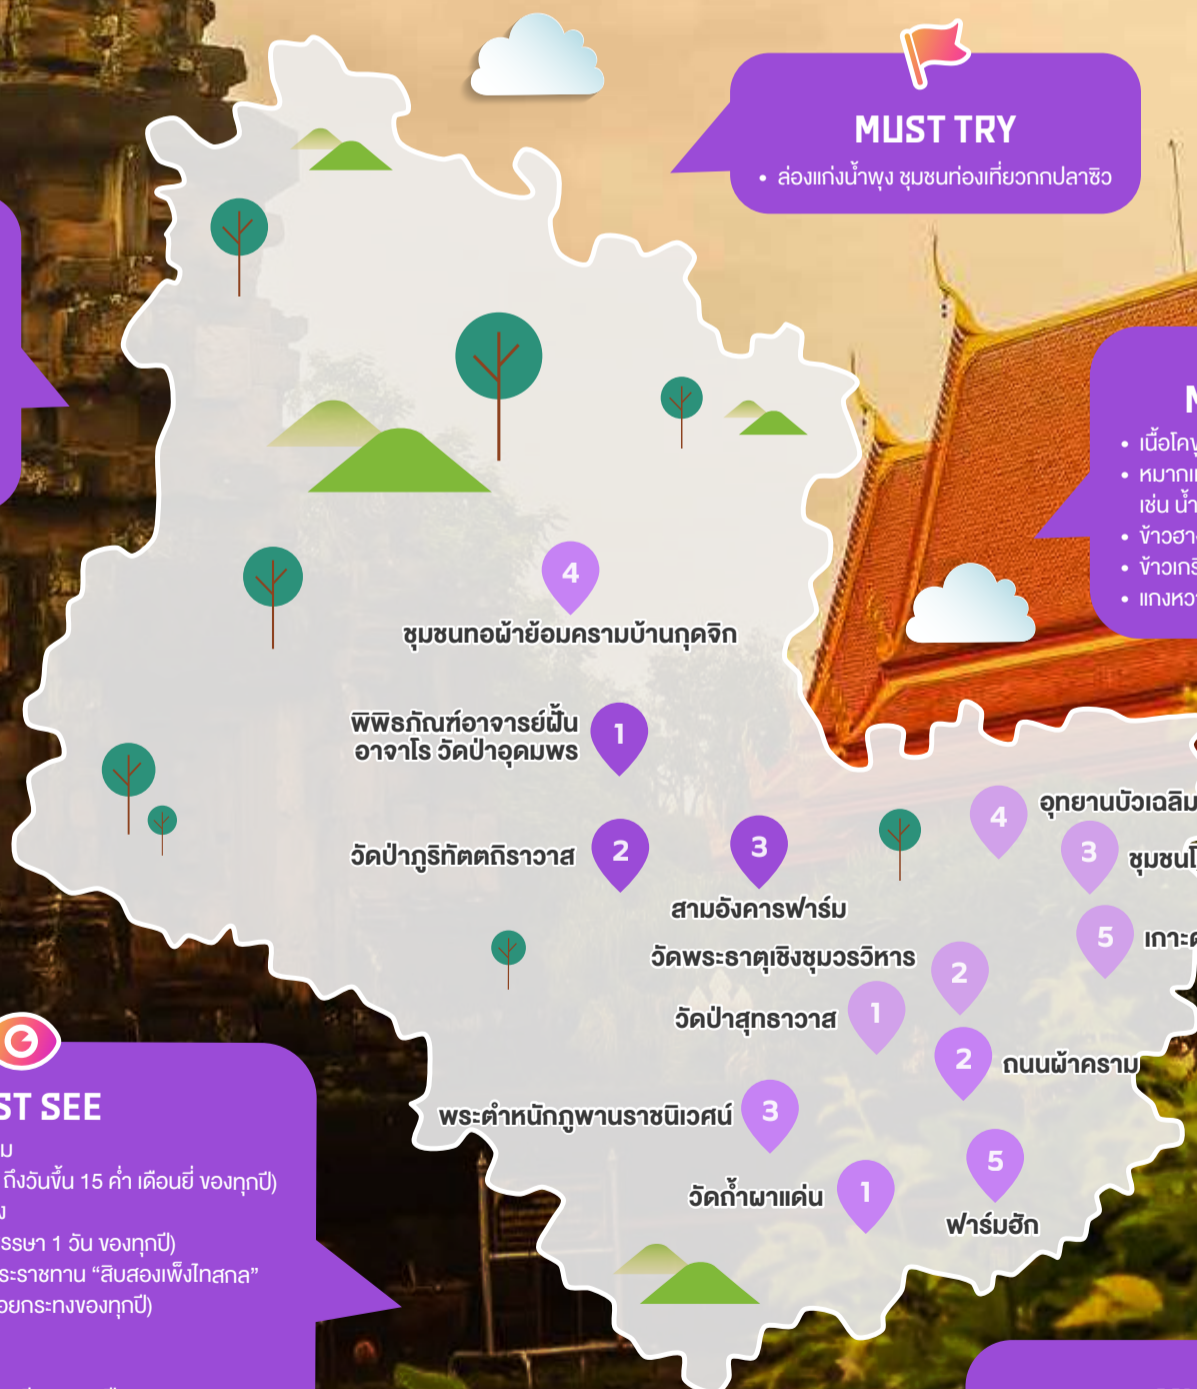 MUST TRY
• ล่องแก่งน้ำพุง ชุมชนท่องเที่ยวกกปลาซิว
• เนื้อโค
• หมาก
เช่น น้ำ
• ข้าวฮา
• ข้าวเกรี
• แกงหว
4
ชุมชนทอผ้าย้อมครามบ้านกุดจิก
พิพิธภัณฑ์อาจารย์ฝั้น
อาจาโร วัดป่าอุดมพร
1
วัดป่าภูริทัตตถิราวาส
2
3
สามอังคารฟาร์ม
4
อุทยานบัวเฉลิม
3
ชุมชน
5
เกาะ
วัดพระธาตุเชิงชุมวรวิหาร
2
วัดป่าสุทธาวาส
1
2
ถนนผ้าคราม
พระตำหนักภูพานราชนิเวศน์
3
วัดถ้ำผาแด่น
1
5
ฟาร์มฮัก
ST SEE
ม
ถึงวันขึ้น 15 ค่ำ เดือนยี่ ของทุกปี)
ง
รรษา 1 วัน ของทุกปี)
ระราชทาน “สิบสองเพ็งไทสกล”
อยกระทงของทุกปี)